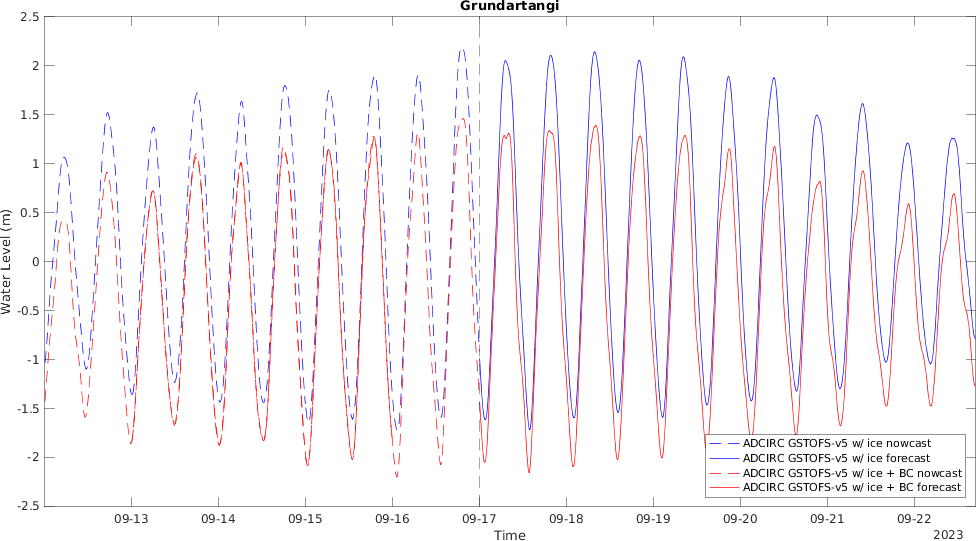 Grundartangi
2.5
2
1.5
1
0.5
0
-0.5
-1
-1.5
-2
-2.5
Water Level (m)
ADCIRC GSTOFS-v5 w/ ice nowcast
ADCIRC GSTOFS-v5 w/ ice forecast
ADCIRC GSTOFS-v5 w/ ice + BC nowcast
ADCIRC GSTOFS-v5 w/ ice + BC forecast
09-13 09-14 09-15 09-16 09-17 09-18 09-19 09-20 09-21 09-22
Time
2023